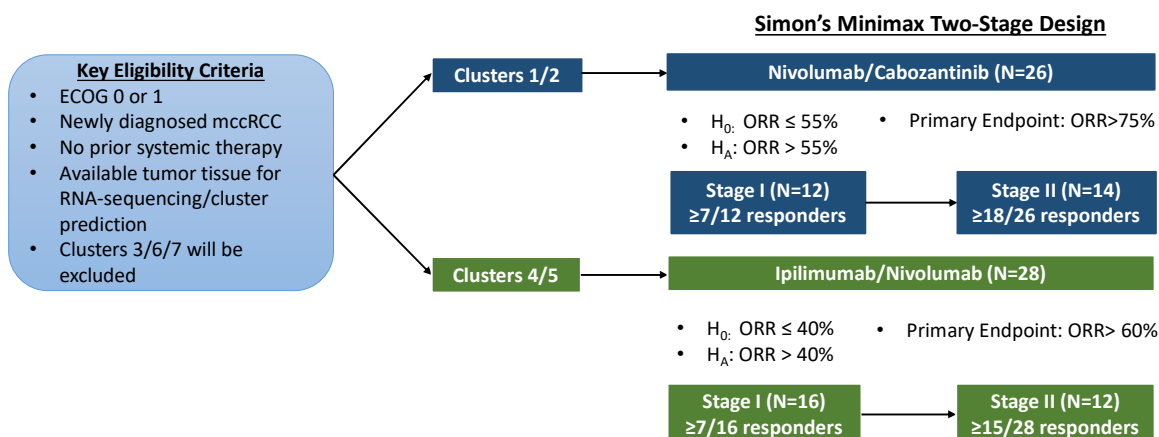 Simon's Minimax Two-Stage Design
Key Eligibility Criteria
• ECOG 0 or 1
• Newly diagnosed mccRCC
• No prior systemic therapy
• Available tumor tissue for
RNA-sequencing/cluster
prediction
• Clusters 3/6/7 will be
excluded
Clusters 1/2
Nivolumab/Cabozantinib (N=26)
• H0: ORR ≤ 55%
• HA: ORR > 55%
• Primary Endpoint: ORR>75%
Stage I (N=12)
≥7/12 responders
Stage II (N=14)
≥18/26 responders
Clusters 4/5
Ipilimumab/Nivolumab (N=28)
• H0: ORR ≤ 40%
• HA: ORR > 40%
• Primary Endpoint: ORR> 60%
Stage I (N=16)
≥7/16 responders
Stage II (N=12)
≥15/28 responders